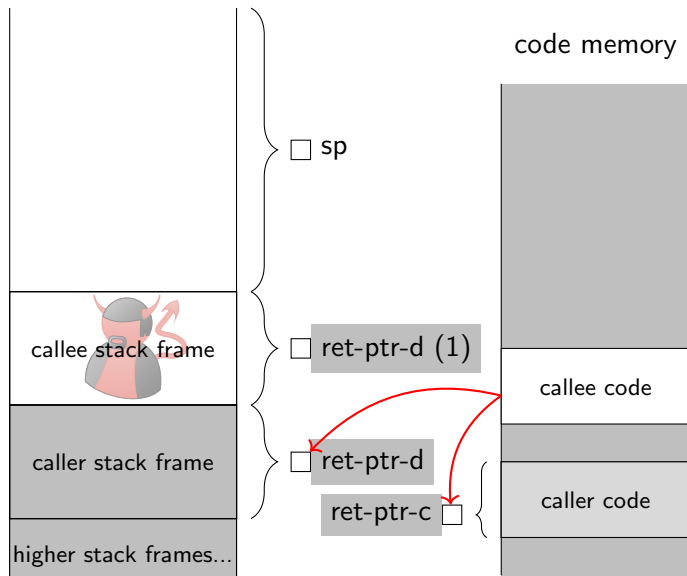 code memory
sp
callee stack frame
ret-ptr-d (1)
callee code
caller stack frame
ret-ptr-d
ret-ptr-c
caller code
higher stack frames...